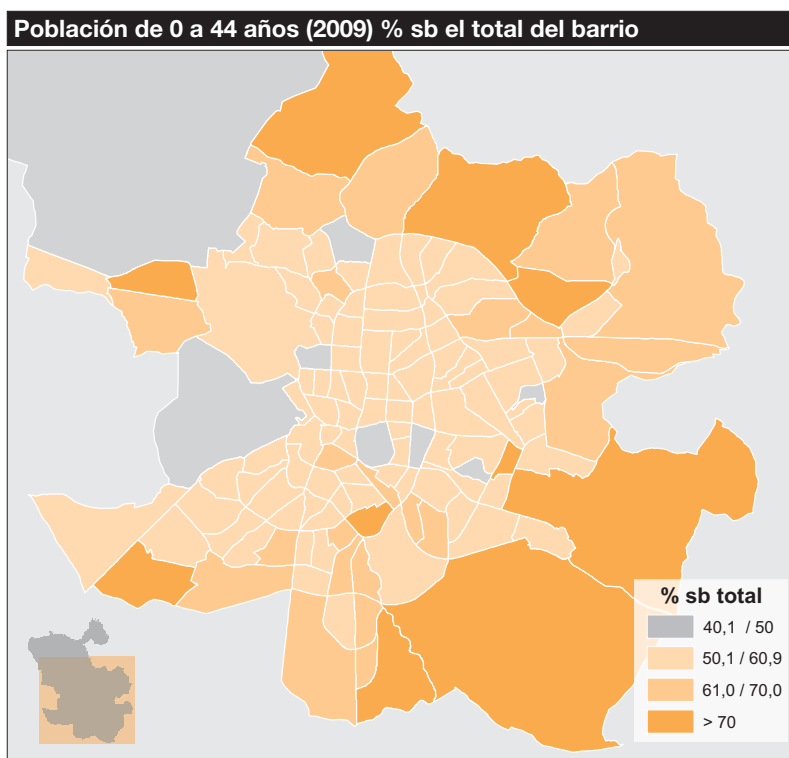 Población de 0 a 44 años (2009) % sb el total del barrio
% sb total
40,1 / 50
50,1 / 60,9
61,0 / 70,0
> 70